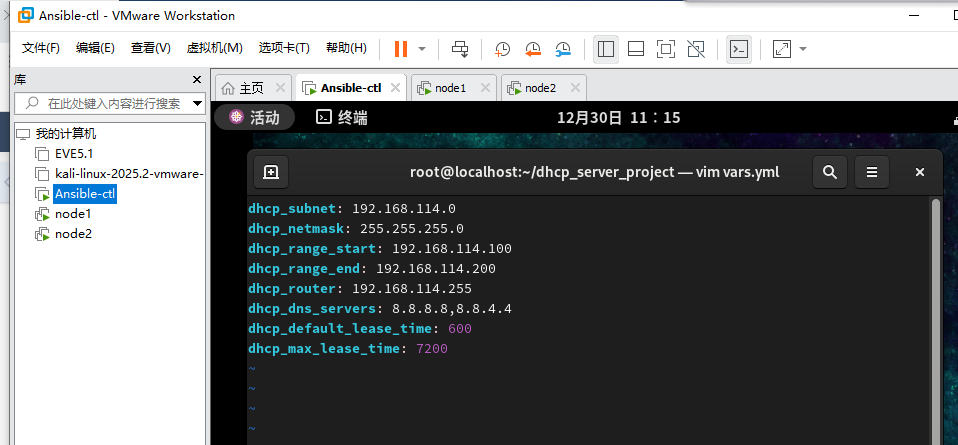 Ansible-ctl - VMware Workstation
文件(F) 编辑(E) 查看(V) 虚拟机(M) 选项卡(T) 帮助(H)
库
主页 Ansible-ctl node1 node2
在此处键入内容进行搜索
活动 终端 12月30日 11：15
我的计算机
EVE5.1
kali-linux-2025.2-vmware-
Ansible-ctl
node1
node2
root@localhost:~/dhcp_server_project — vim vars.yml
dhcp_subnet: 192.168.114.0
dhcp_netmask: 255.255.255.0
dhcp_range_start: 192.168.114.100
dhcp_range_end: 192.168.114.200
dhcp_router: 192.168.114.255
dhcp_dns_servers: 8.8.8.8,8.8.4.4
dhcp_default_lease_time: 600
dhcp_max_lease_time: 7200
~
~
~
~